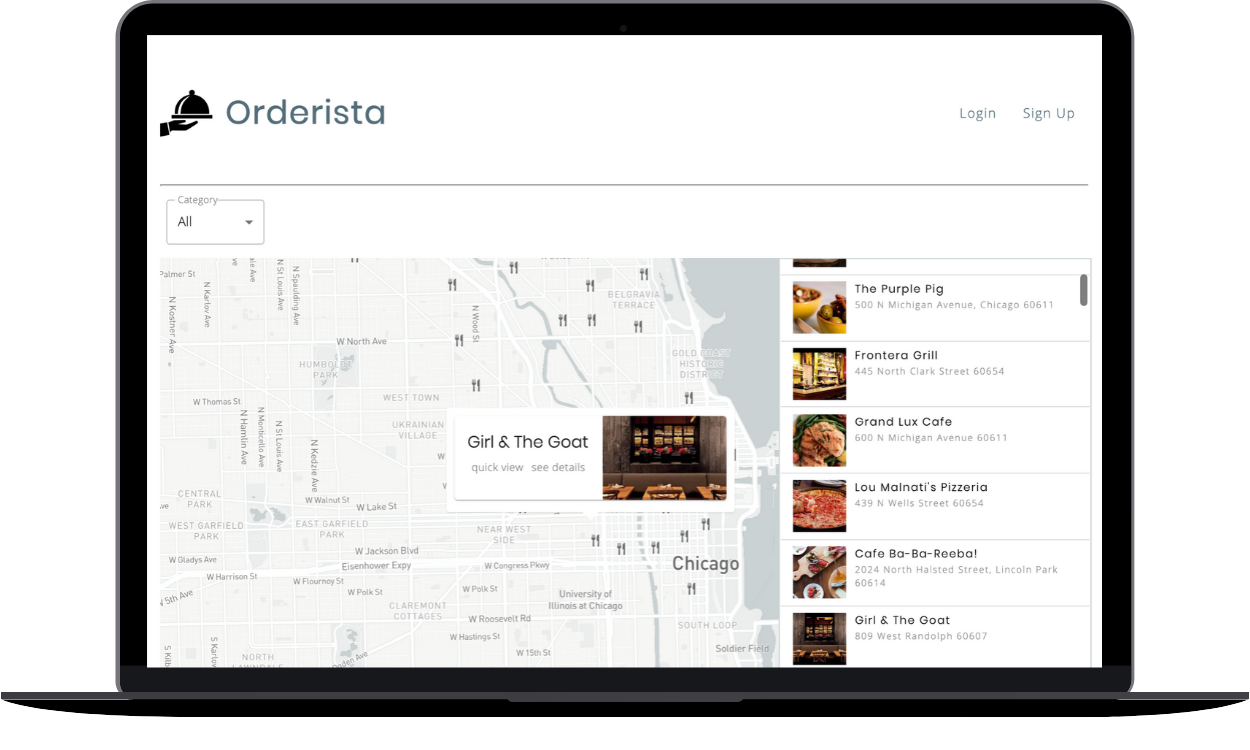 Orderista
Login
Sign Up
Category
All
Palmer St
N Karlov Ave
N Kostner Ave
N St Louis Ave
N Spaulding Ave
N Wood St
BELGRAVIA
TERRACE
W North Ave
HUMBOLDT
PARK
GOLD COAST
HISTORIC
DISTRICT
W Thomas St
WEST TOWN
N Hamlin Ave
N Monticello Ave
N St Louis Ave
N Kedzie Ave
UKRAINIAN
VILLAGE
Girl & The Goat
quick view see details
CENTRAL
PARK
W Walnut St
W Lake St
WEST GARFIELD
PARK
EAST GARFIELD
PARK
NEAR WEST
SIDE
W Gladys Ave
W Jackson Blvd
Eisenhower Expy
W Congress Pkwy
Chicago
W Harrison St
W Flournoy St
W Polk St
W Polk St
University of
Illinois at Chicago
W 5th Ave
CLAREMONT
COTTAGES
W Roosevelt Rd
SOUTH LOOP
W Hastings St
W 15th St
Soldier Field
S Karlov
NORTH
LAWNDALE
Ogden Ave
The Purple Pig
500 N Michigan Avenue, Chicago 60611
Frontera Grill
445 North Clark Street 60654
Grand Lux Cafe
600 N Michigan Avenue 60611
Lou Malnati's Pizzeria
439 N Wells Street 60654
Cafe Ba-Ba-Reeba!
2024 North Halsted Street, Lincoln Park
60614
Girl & The Goat
809 West Randolph 60607